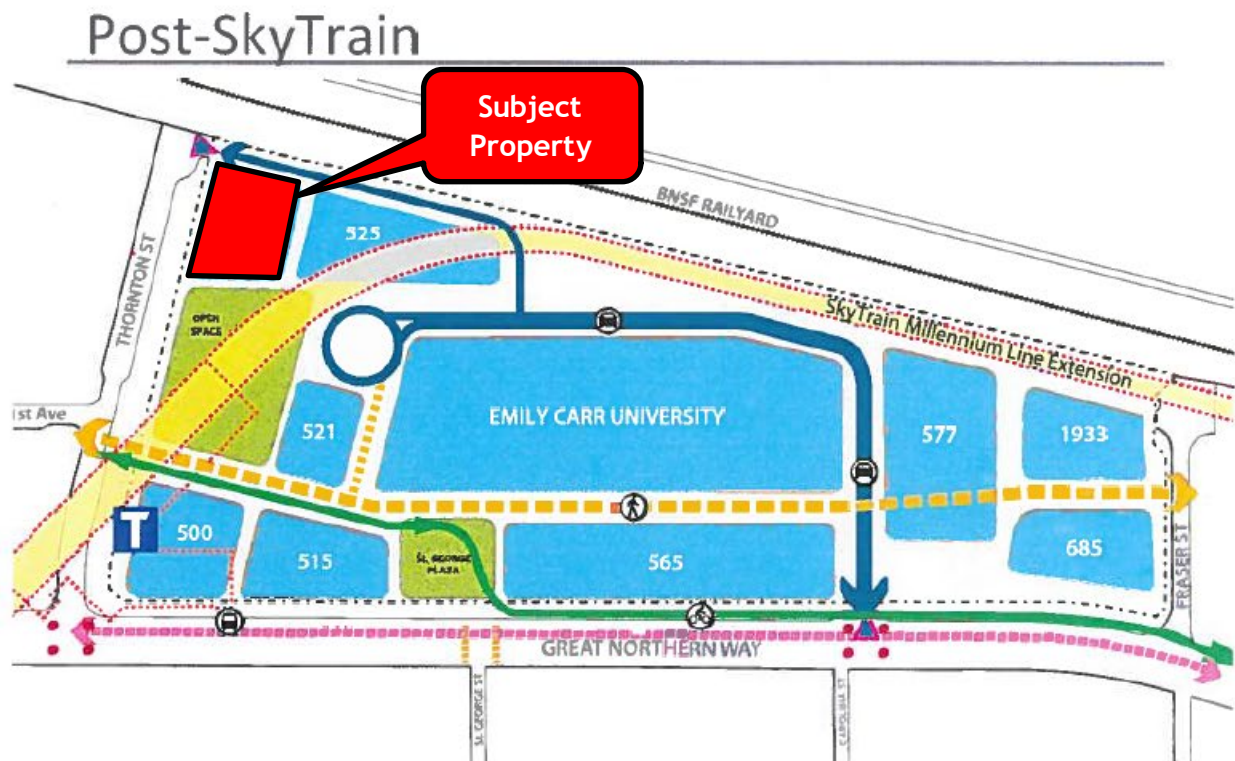 Post-SkyTrain
Subject
Property
BNSF RAILYARD
THORNTON ST
525
OPEN
SPACE
SkyTrain Millennium Line Extension
1st Ave
521
EMILY CARR UNIVERSITY
577
1933
T
500
515
ST. GEORGE
PLAZA
565
685
FRASER ST
GREAT NORTHERN WAY
ST. GEORGE ST
CAROLINA ST